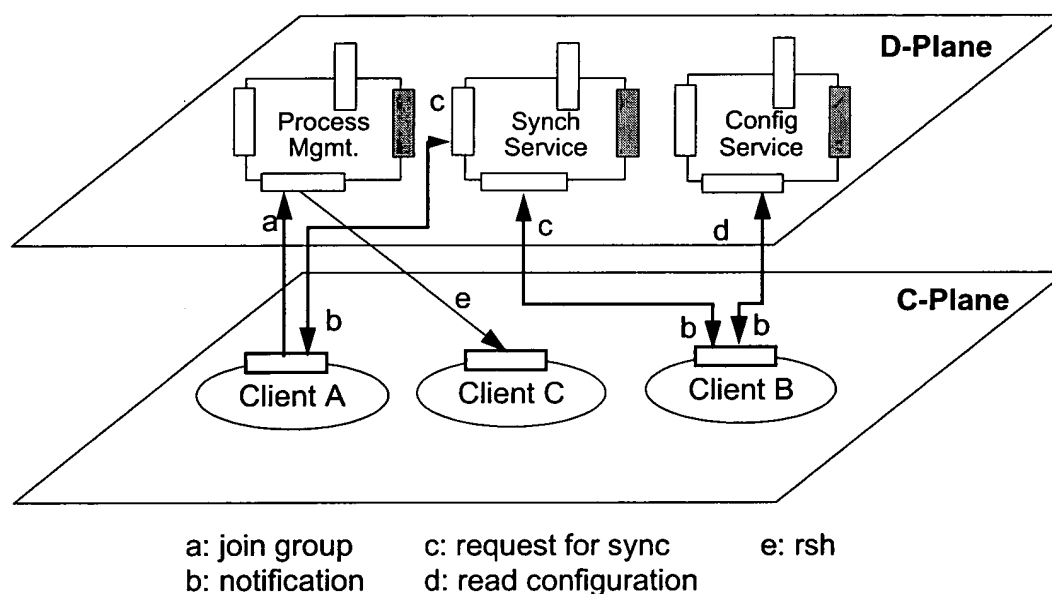 D-Plane
Process
Mgmt.
c
Synch
Service
Config
Service
a
c
d
b
e
C-Plane
b
b
Client A
Client C
Client B
a: join group
c: request for sync
e: rsh
b: notification
d: read configuration